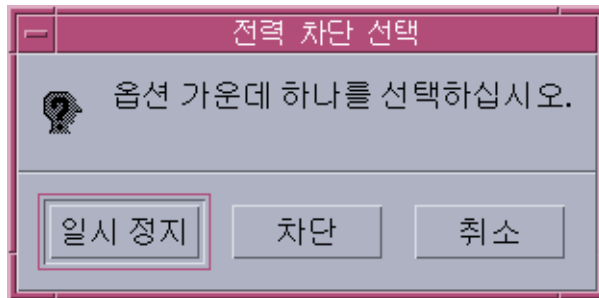 전력 차단 선택
옵션 가운데 하나를 선택하십시오.
일시 정지 차단 취소